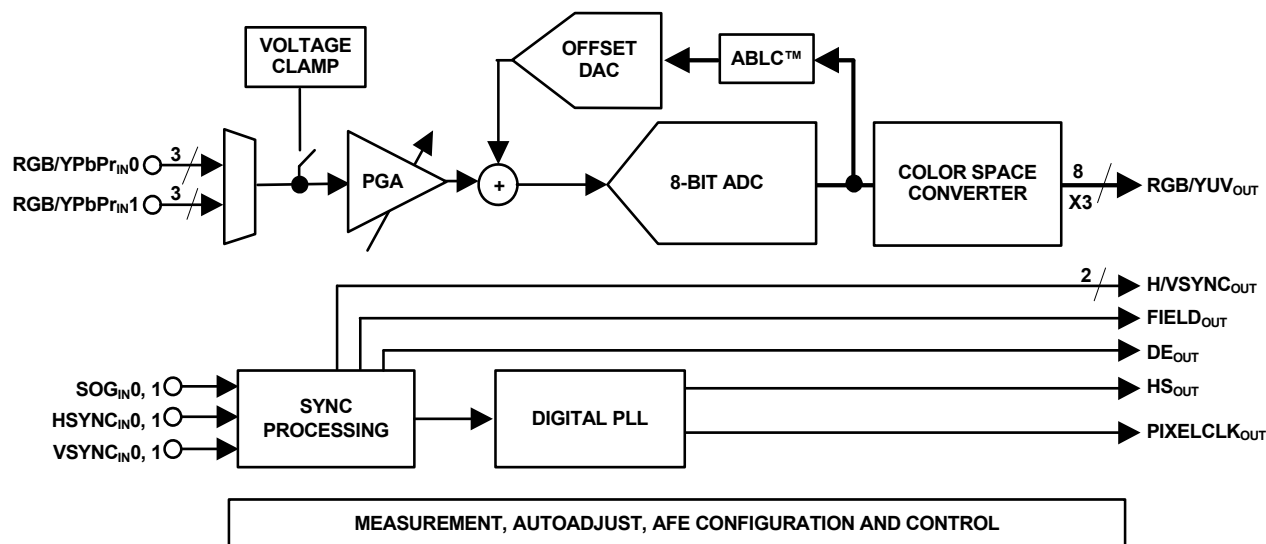 VOLTAGE
CLAMP
OFFSET
DAC
ABLC™
RGB/YPbPrIN0
3
RGB/YPbPrIN1
3
PGA
+
8-BIT ADC
COLOR SPACE
CONVERTER
8
X3
RGB/YUVOUT
2
H/VSYNCOUT
FIELDOUT
DEOUT
SOGIN0, 1
HSYNCIN0, 1
VSYNCIN0, 1
SYNC
PROCESSING
DIGITAL PLL
HSOUT
PIXELCLKOUT
MEASUREMENT, AUTOADJUST, AFE CONFIGURATION AND CONTROL